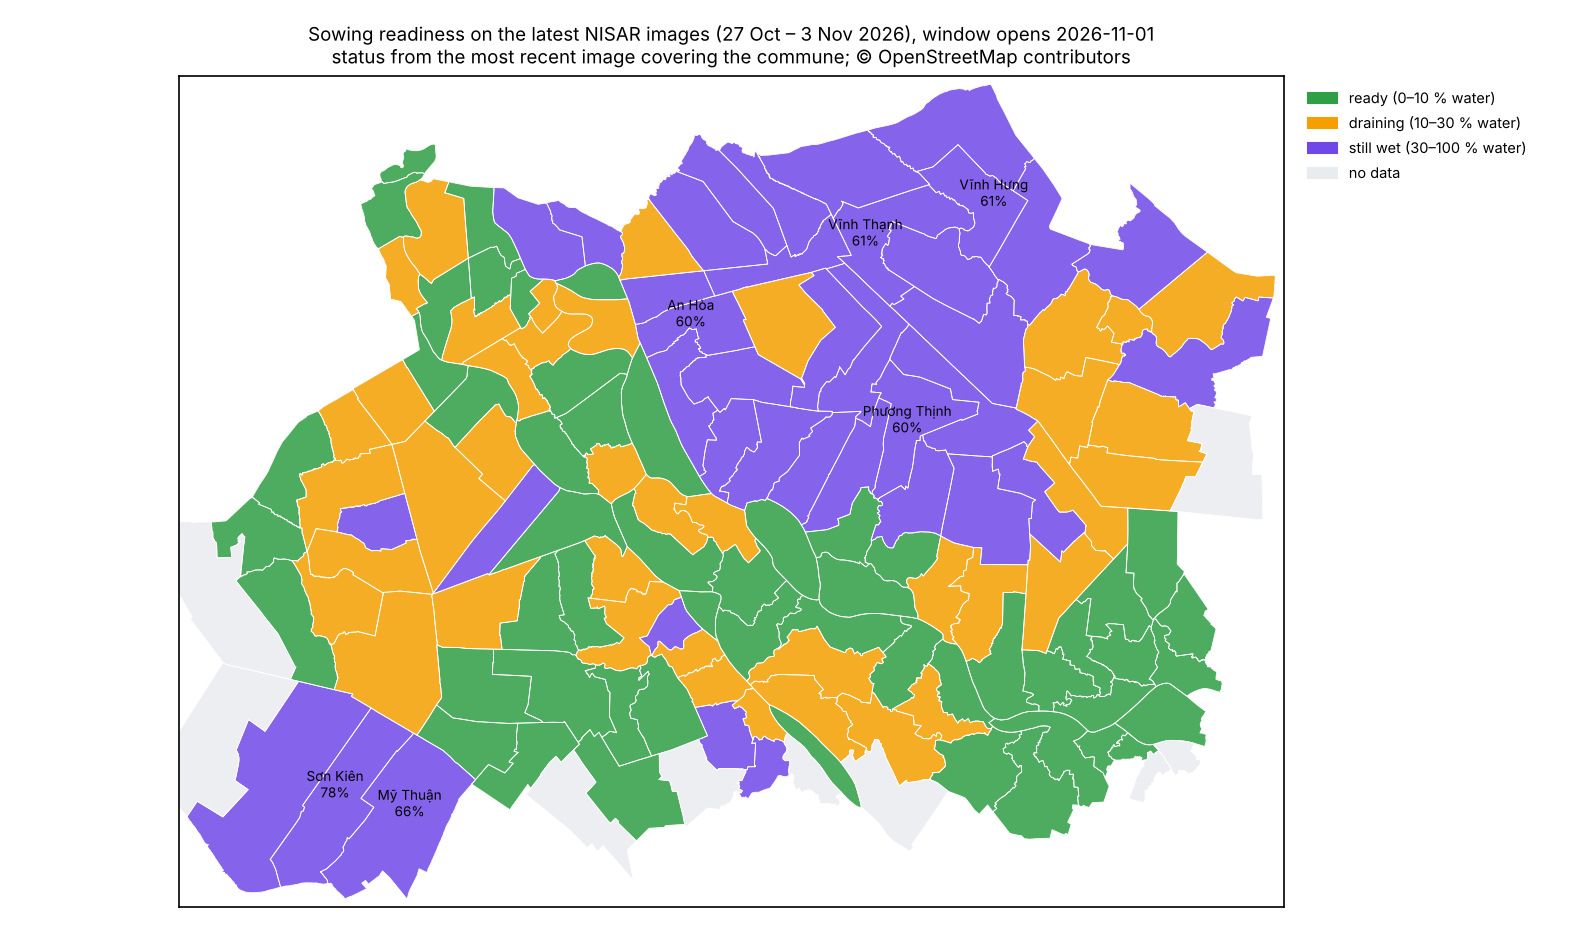 Sowing readiness on the latest NISAR images (27 Oct – 3 Nov 2026), window opens 2026-11-01
status from the most recent image covering the commune; © OpenStreetMap contributors
ready (0–10 % water)
draining (10–30 % water)
still wet (30–100 % water)
no data
Vĩnh Hưng
61%
Vĩnh Thạnh
61%
An Hòa
60%
Phương Thịnh
60%
Sơn Kiên
78%
Mỹ Thuận
66%